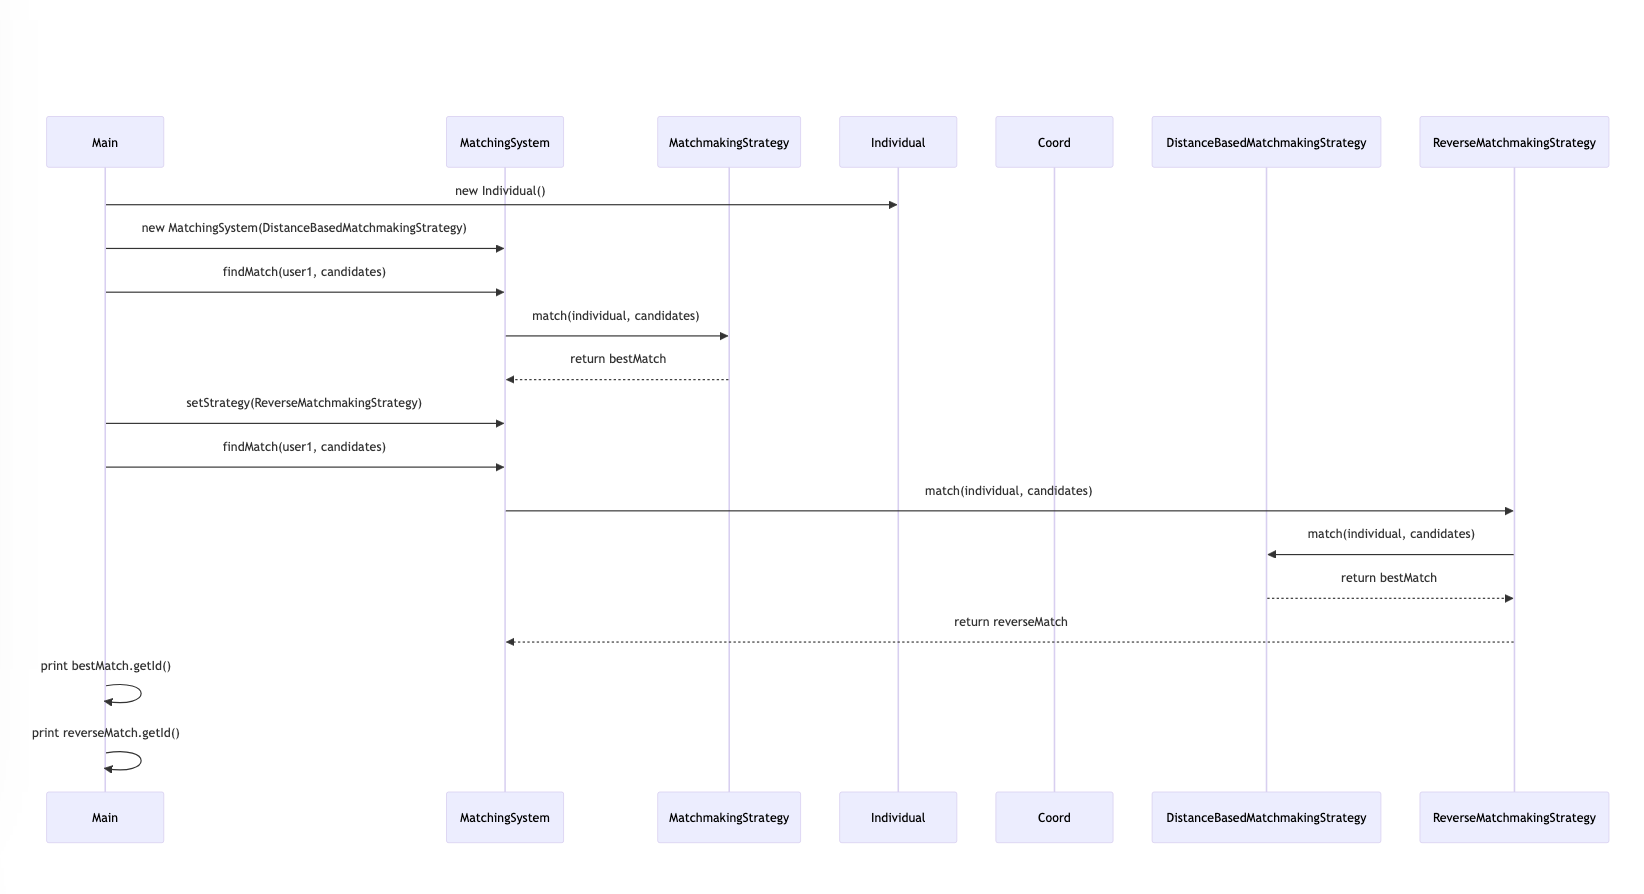 Main
MatchingSystem
MatchmakingStrategy
Individual
Coord
DistanceBasedMatchmakingStrategy
ReverseMatchmakingStrategy
new Individual()
new MatchingSystem(DistanceBasedMatchmakingStrategy)
findMatch(user1, candidates)
match(individual, candidates)
return bestMatch
setStrategy(ReverseMatchmakingStrategy)
findMatch(user1, candidates)
match(individual, candidates)
match(individual, candidates)
return bestMatch
return reverseMatch
print bestMatch.getId()
print reverseMatch.getId()
Main
MatchingSystem
MatchmakingStrategy
Individual
Coord
DistanceBasedMatchmakingStrategy
ReverseMatchmakingStrategy